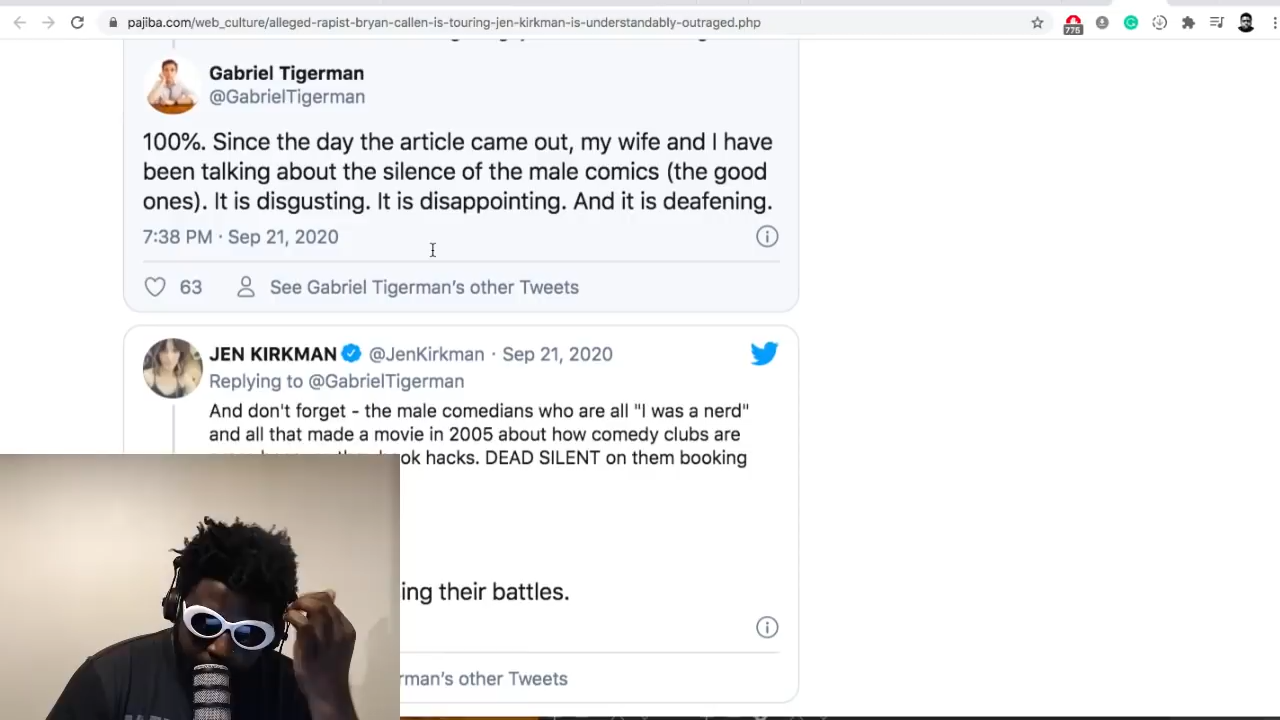 pajiba.com/web_culture/alleged-rapist-bryan-callen-is-touring-jen-kirkman-is-understandably-outraged.php
775
Gabriel Tigerman
@GabrielTigerman
100%. Since the day the article came out, my wife and I have
been talking about the silence of the male comics (the good
ones). It is disgusting. It is disappointing. And it is deafening.
7:38 PM · Sep 21, 2020
63 See Gabriel Tigerman's other Tweets
JEN KIRKMAN @JenKirkman · Sep 21, 2020
Replying to @GabrielTigerman
And don't forget - the male comedians who are all "I was a nerd"
and all that made a movie in 2005 about how comedy clubs are
ok hacks. DEAD SILENT on them booking
ing their battles.
rman's other Tweets